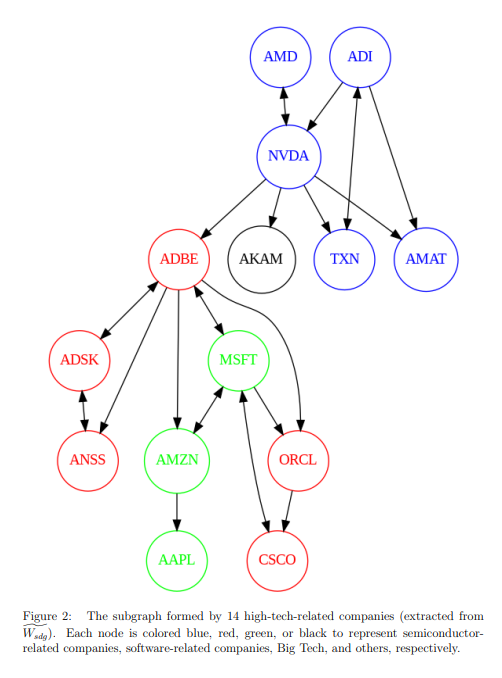 AMD ADI
NVDA
ADBE AKAM TXN AMAT
ADSK MSFT
ANSS AMZN ORCL
AAPL CSCO
Figure 2: The subgraph formed by 14 high-tech-related companies (extracted from
$\widetilde{W_{sdg}}$). Each node is colored blue, red, green, or black to represent semiconductor-
related companies, software-related companies, Big Tech, and others, respectively.